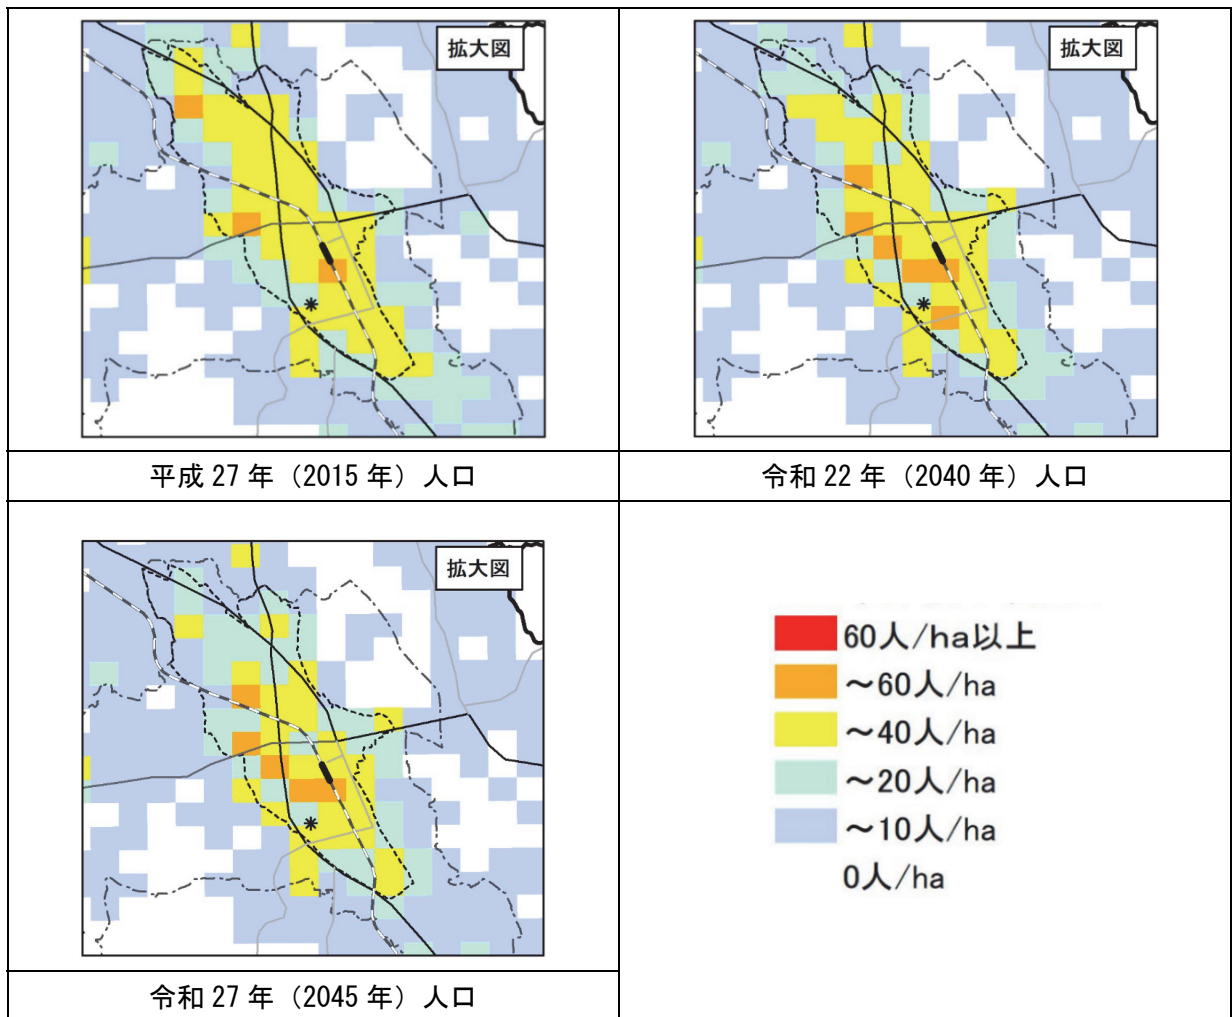 拡大図
拡大図
平成 27 年（2015 年）人口
令和 22 年（2040 年）人口
拡大図
60人/ha以上
～60人/ha
～40人/ha
～20人/ha
～10人/ha
0人/ha
令和 27 年（2045 年）人口